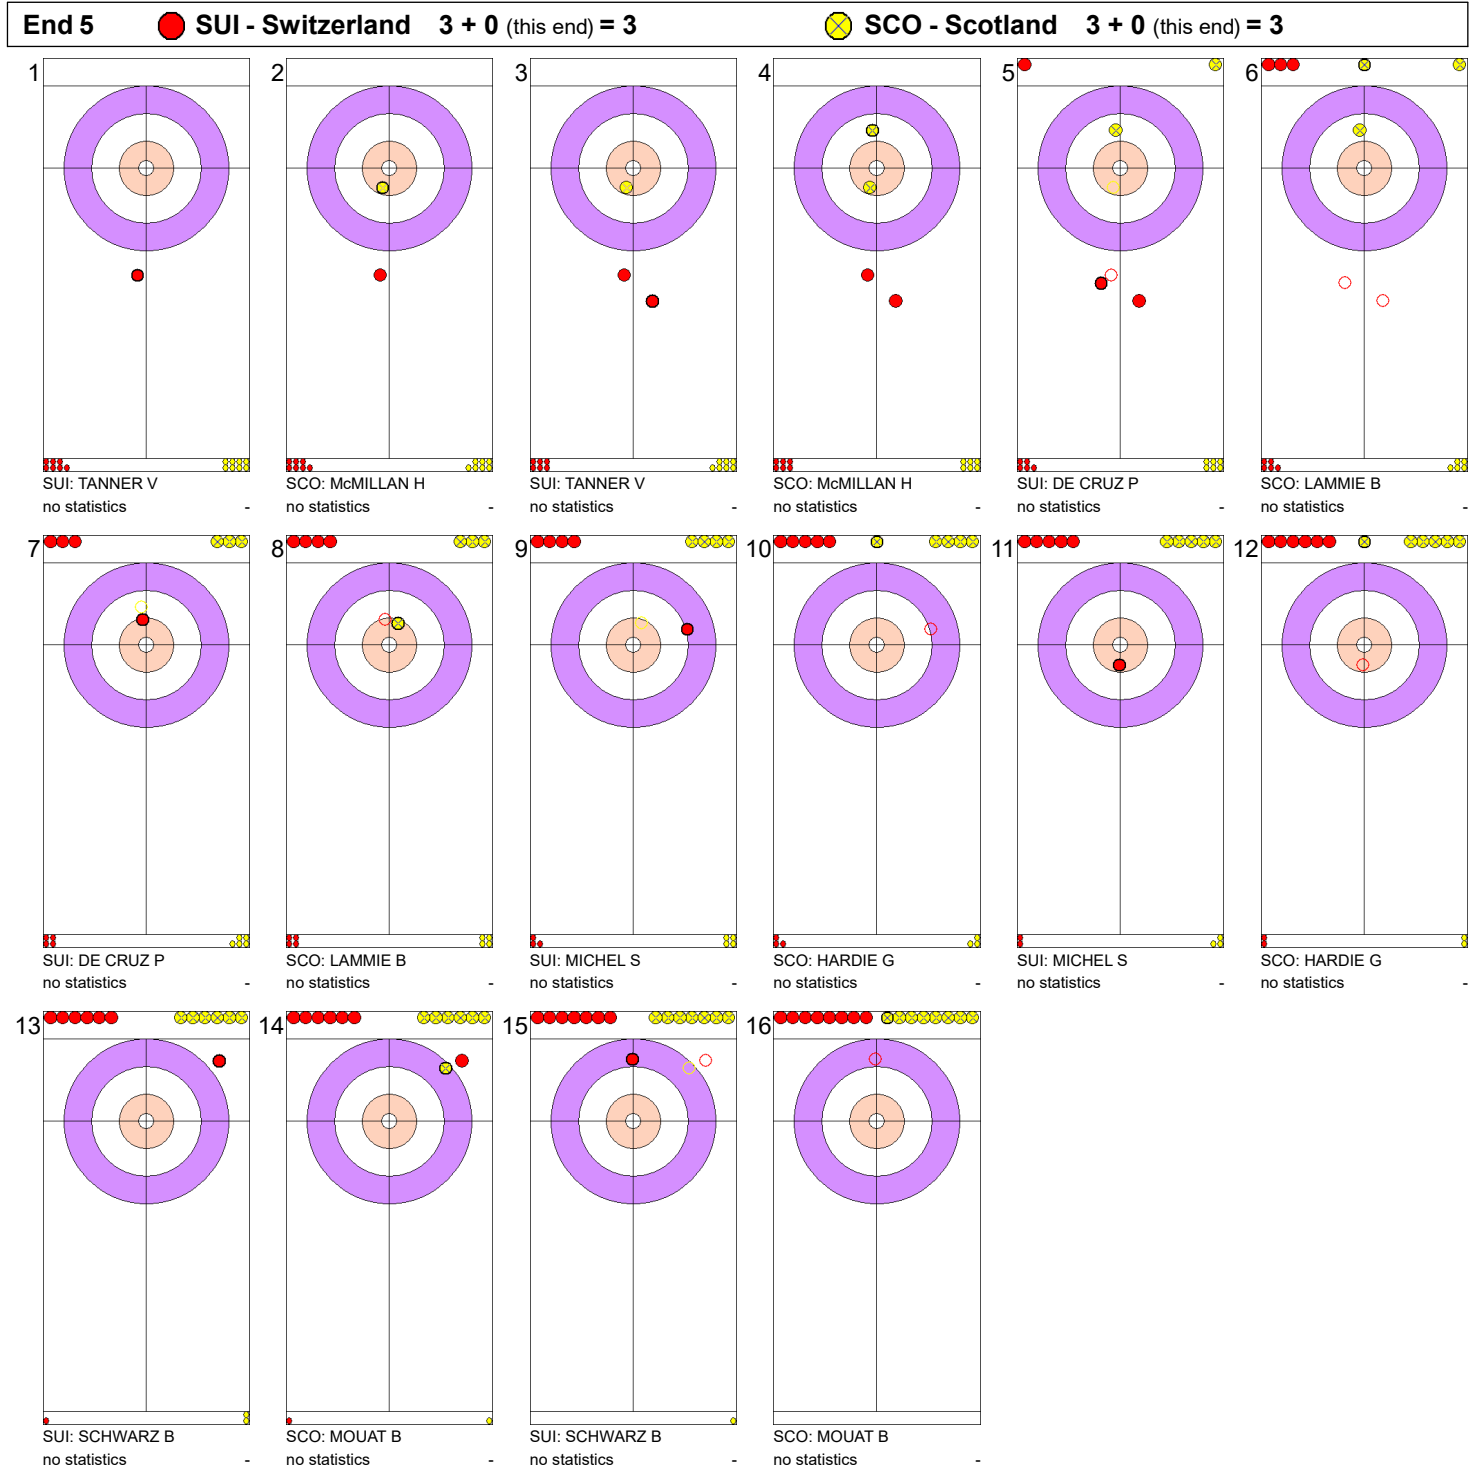 End 5 SUI - Switzerland 3 + 0 (this end) = 3 SCO - Scotland 3 + 0 (this end) = 3
1 2 3 4 5 6
SUI: TANNER V SCO: McMILLAN H SUI: TANNER V SCO: McMILLAN H SUI: DE CRUZ P SCO: LAMMIE B
no statistics - no statistics - no statistics - no statistics - no statistics - no statistics -
7 8 9 10 11 12
SUI: DE CRUZ P SCO: LAMMIE B SUI: MICHEL S SCO: HARDIE G SUI: MICHEL S SCO: HARDIE G
no statistics - no statistics - no statistics - no statistics - no statistics - no statistics -
13 14 15 16
SUI: SCHWARZ B SCO: MOUAT B SUI: SCHWARZ B SCO: MOUAT B
no statistics - no statistics - no statistics - no statistics -